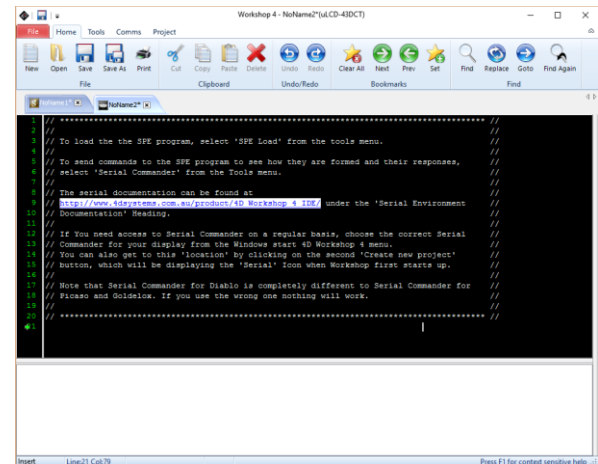 Workshop 4 - NoName2*(uLCD-43DCT)
File Home Tools Comms Project
New Open Save Save As Print Cut Copy Paste Delete Undo Redo Clear All Next Prev Set Find Replace Goto Find Again
File Clipboard Undo/Redo Bookmarks Find
NoName1* NoName2*
1 // ************************************************************************************ //
2 // //
3 // To load the the SPE program, select 'SPE Load' from the tools menu. //
4 // //
5 // To send commands to the SPE program to see how they are formed and their responses, //
6 // select 'Serial Commander' from the Tools menu. //
7 // //
8 // The serial documentation can be found at //
9 // http://www.4dsystems.com.au/product/4D_Workshop_4_IDE/ under the 'Serial Environment //
10 // Documentation' Heading. //
11 // //
12 // If You need access to Serial Commander on a regular basis, choose the correct Serial //
13 // Commander for your display from the Windows start 4D Workshop 4 menu. //
14 // You can also get to this 'location' by clicking on the second 'Create new project' //
15 // button, which will be displaying the 'Serial' Icon when Workshop first starts up. //
16 // //
17 // Note that Serial Commander for Diablo is completely different to Serial Commander for //
18 // Picaso and Goldelox. If you use the wrong one nothing will work. //
19 // //
20 // ************************************************************************************ //
21
Insert Line:21 Col:79 Press F1 for context sensitive help